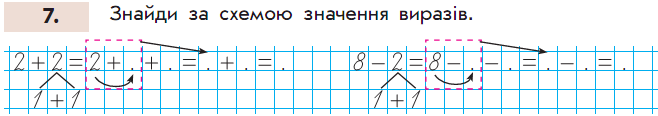 7. Знайди за схемою значення виразів.
2 + 2 = 2 + . + . = . + . = . 8 − 2 = 8 − . − . = . − . = .
1 + 1 1 + 1